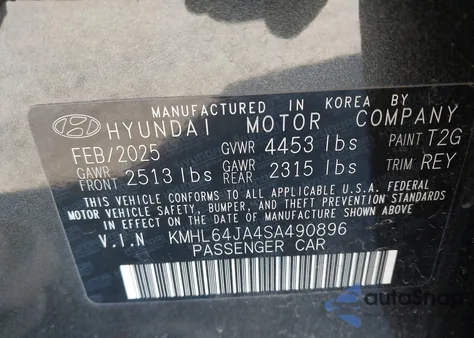 MANUFACTURED IN KOREA BY
HYUNDAI MOTOR COMPANY
FEB/2025 GVWR 4453 lbs PAINT T2G
GAWR FRONT 2513 lbs GAWR REAR 2315 lbs TRIM REY
THIS VEHICLE CONFORMS TO ALL APPLICABLE U.S.A. FEDERAL
MOTOR VEHICLE SAFETY, BUMPER, AND THEFT PREVENTION
STANDARDS IN EFFECT ON THE DATE OF MANUFACTURE SHOWN ABOVE.
V.I.N KMHL64JA4SA490896
PASSENGER CAR
autoSnap